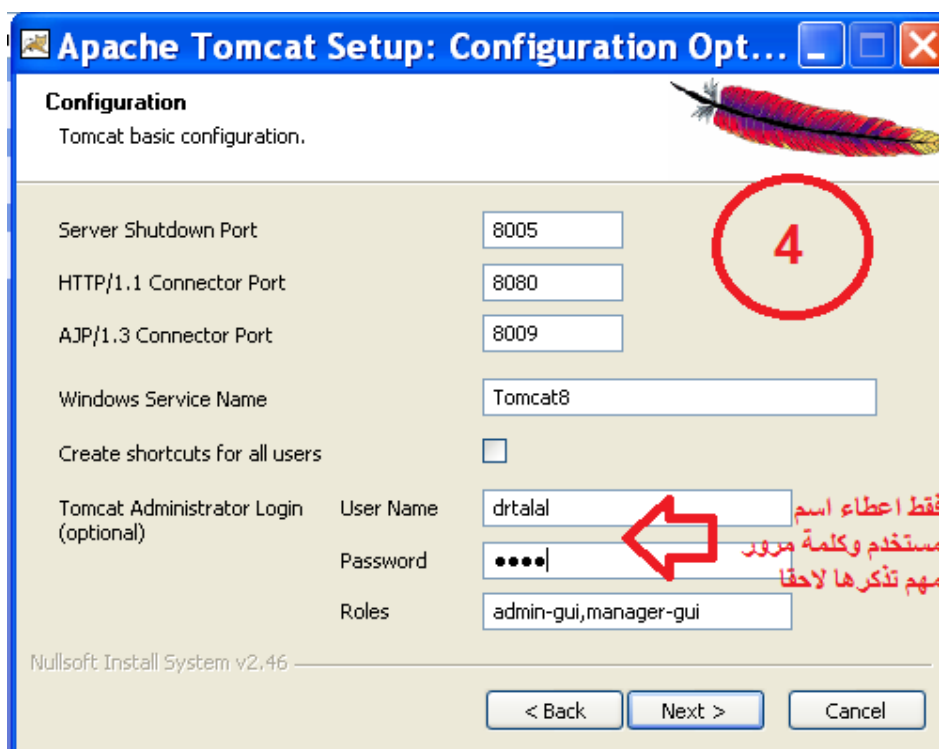 Apache Tomcat Setup: Configuration Opt...
Configuration
Tomcat basic configuration.
4
Server Shutdown Port 8005
HTTP/1.1 Connector Port 8080
AJP/1.3 Connector Port 8009
Windows Service Name Tomcat8
Create shortcuts for all users
Tomcat Administrator Login
(optional)
User Name drtalal
Password ●●●●
Roles admin-gui,manager-gui
فقط اعطاء اسم
مستخدم وكلمة مرور
مهم تذكرها لاحقا
Nullsoft Install System v2.46
< Back Next > Cancel